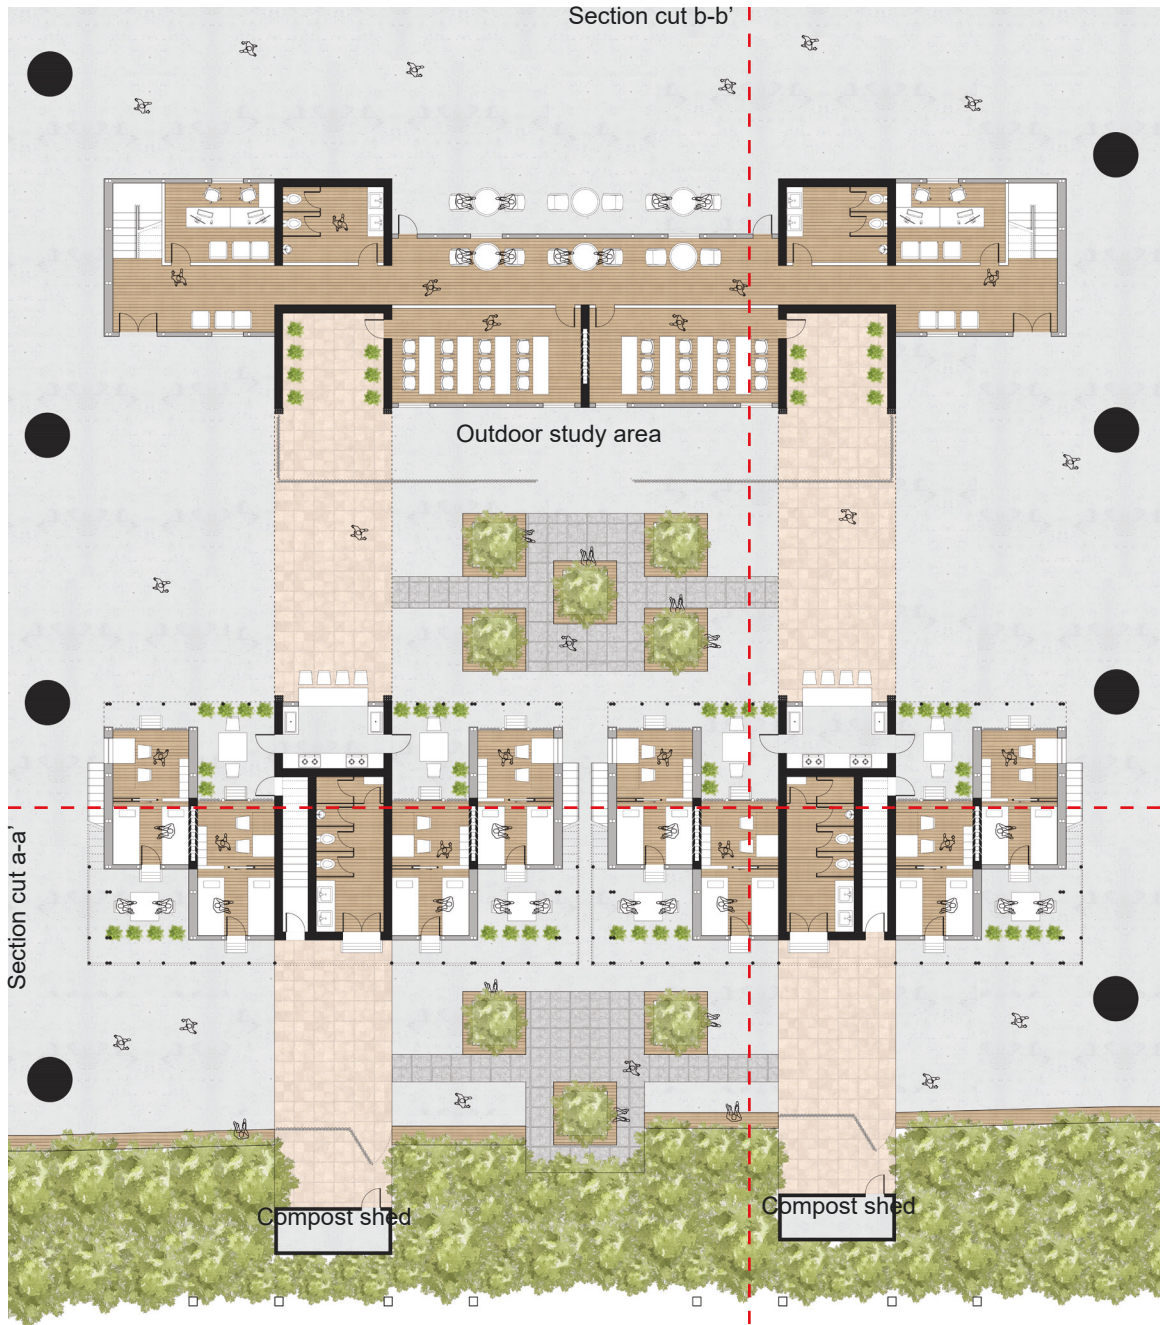 Section cut b-b’
Outdoor study area
Section cut a-a’
Compost shed
Compost shed